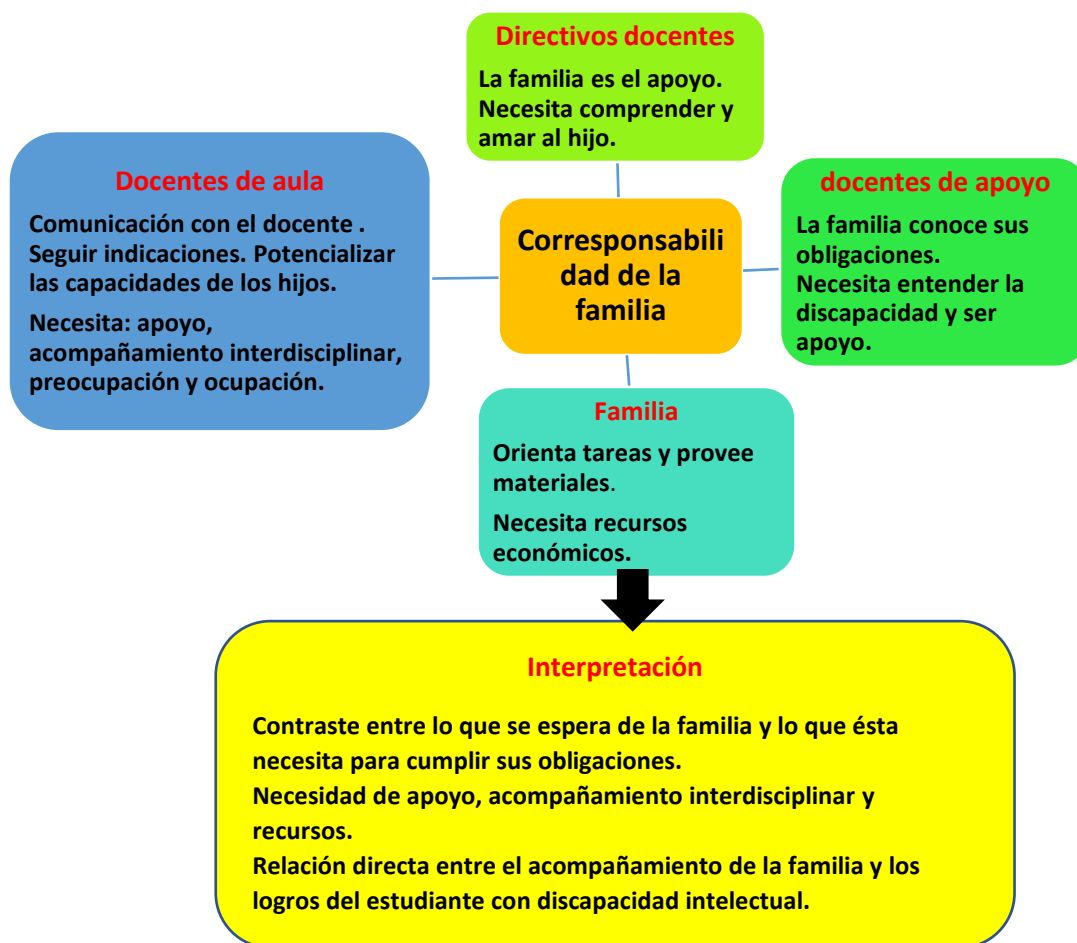 Directivos docentes
La familia es el apoyo.
Necesita comprender y
amar al hijo.
Docentes de aula
Comunicación con el docente .
Seguir indicaciones. Potencializar
las capacidades de los hijos.
Necesita: apoyo,
acompañamiento interdisciplinar,
preocupación y ocupación.
Corresponsabili
dad de la
familia
docentes de apoyo
La familia conoce sus
obligaciones.
Necesita entender la
discapacidad y ser
apoyo.
Familia
Orienta tareas y provee
materiales.
Necesita recursos
económicos.
Interpretación
Contraste entre lo que se espera de la familia y lo que ésta
necesita para cumplir sus obligaciones.
Necesidad de apoyo, acompañamiento interdisciplinar y
recursos.
Relación directa entre el acompañamiento de la familia y los
logros del estudiante con discapacidad intelectual.